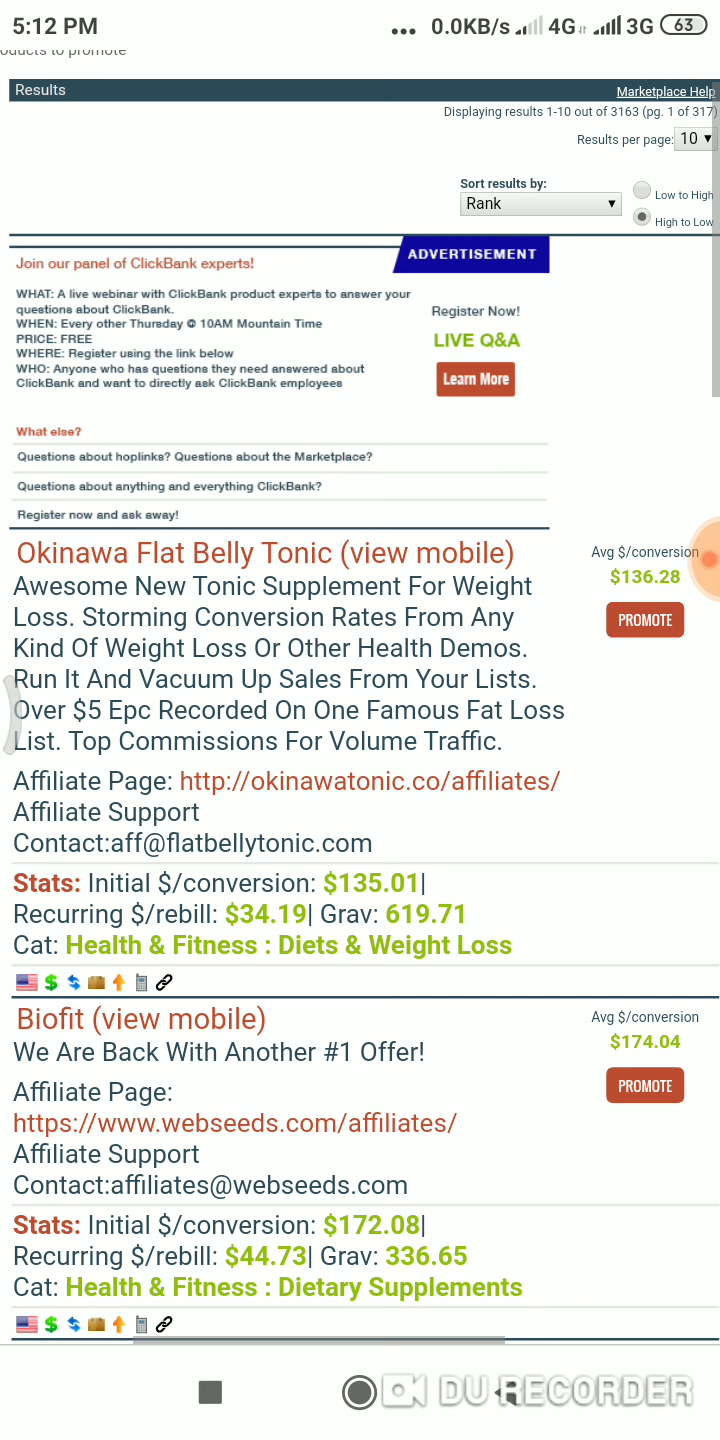 5:12 PM
... 0.0KB/s 4G 3G 63
oducts to promote
Results
Marketplace Help
Displaying results 1-10 out of 3163 (pg. 1 of 317)
Results per page: 10 ▼
Sort results by:
Rank ▼
Low to High
High to Low
ADVERTISEMENT
Join our panel of ClickBank experts!
WHAT: A live webinar with ClickBank product experts to answer your
questions about ClickBank.
WHEN: Every other Thursday @ 10AM Mountain Time
PRICE: FREE
WHERE: Register using the link below
WHO: Anyone who has questions they need answered about
ClickBank and want to directly ask ClickBank employees
Register Now!
LIVE Q&A
Learn More
What else?
Questions about hoplinks? Questions about the Marketplace?
Questions about anything and everything ClickBank?
Register now and ask away!
Okinawa Flat Belly Tonic (view mobile)
Awesome New Tonic Supplement For Weight
Loss. Storming Conversion Rates From Any
Kind Of Weight Loss Or Other Health Demos.
Run It And Vacuum Up Sales From Your Lists.
Over $5 Epc Recorded On One Famous Fat Loss
List. Top Commissions For Volume Traffic.
Avg $/conversion
$136.28
PROMOTE
Affiliate Page: http://okinawatonic.co/affiliates/
Affiliate Support
Contact:aff@flatbellytonic.com
Stats: Initial $/conversion: $135.01|
Recurring $/rebill: $34.19| Grav: 619.71
Cat: Health & Fitness : Diets & Weight Loss
Biofit (view mobile)
We Are Back With Another #1 Offer!
Avg $/conversion
$174.04
PROMOTE
Affiliate Page:
https://www.webseeds.com/affiliates/
Affiliate Support
Contact:affiliates@webseeds.com
Stats: Initial $/conversion: $172.08|
Recurring $/rebill: $44.73| Grav: 336.65
Cat: Health & Fitness : Dietary Supplements
DU RECORDER